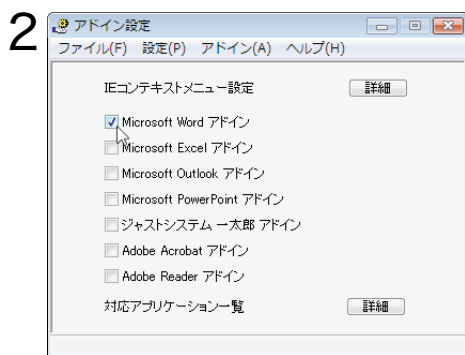 2
アドイン設定
ファイル(F) 設定(P) アドイン(A) ヘルプ(H)
IEコンテキストメニュー設定 詳細
Microsoft Word アドイン
Microsoft Excel アドイン
Microsoft Outlook アドイン
Microsoft PowerPoint アドイン
ジャストシステム 一太郎 アドイン
Adobe Acrobat アドイン
Adobe Reader アドイン
対応アプリケーション一覧 詳細